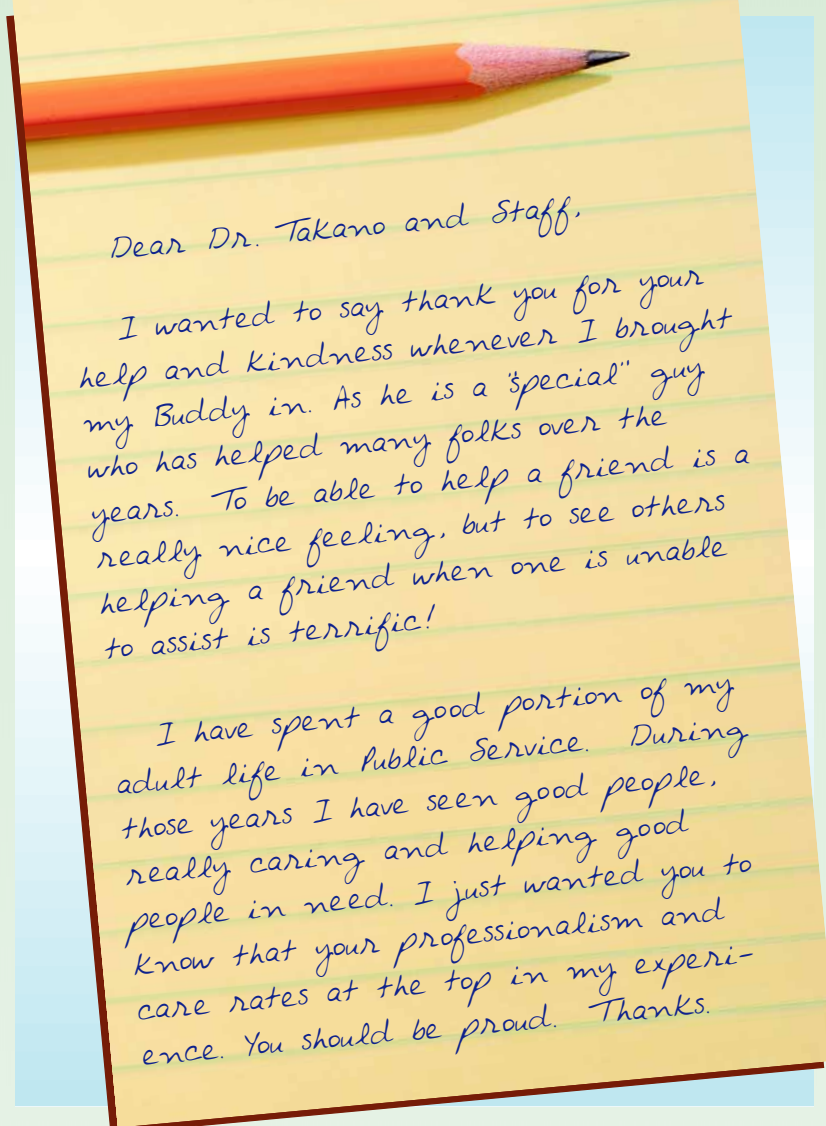 Dear Dr. Takano and Staff,
I wanted to say thank you for your
help and kindness whenever I brought
my Buddy in. As he is a "special" guy
who has helped many folks over the
years. To be able to help a friend is a
really nice feeling, but to see others
helping a friend when one is unable
to assist is terrific!
I have spent a good portion of my
adult life in Public Service. During
those years I have seen good people,
really caring and helping good
people in need. I just wanted you to
know that your professionalism and
care rates at the top in my experi-
ence. You should be proud. Thanks.